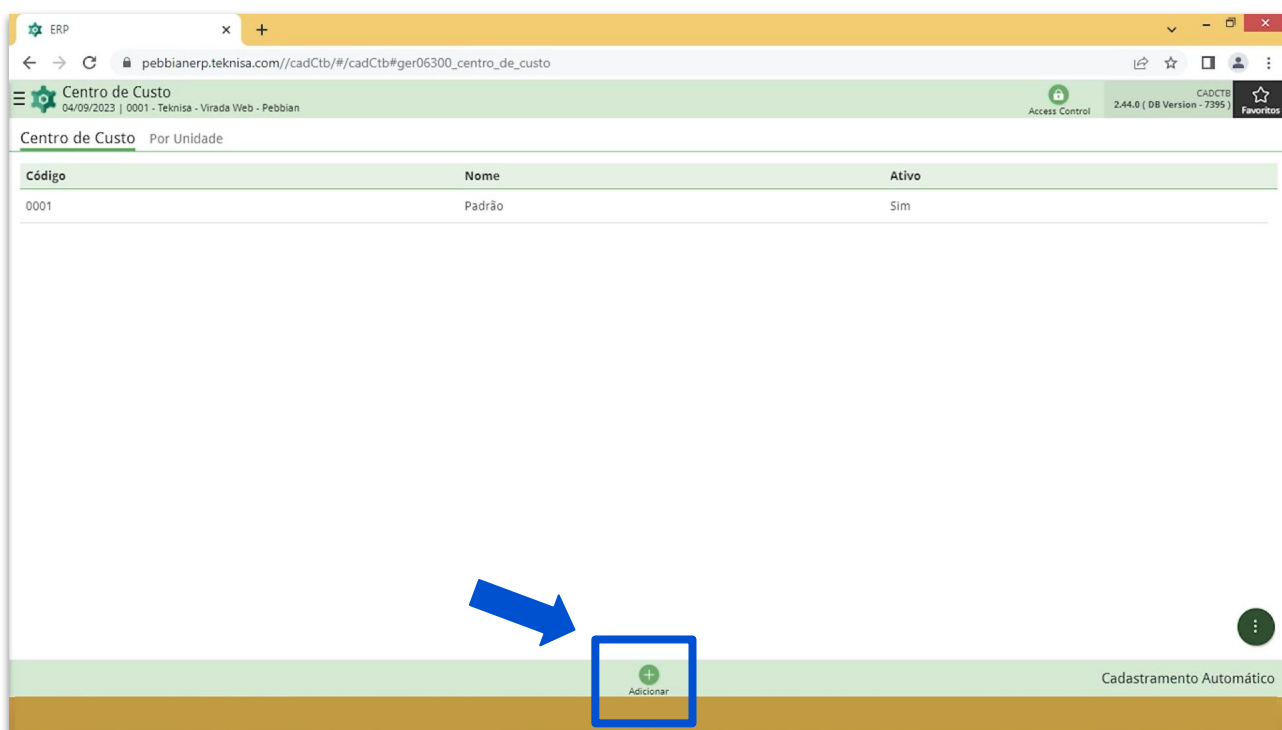 ERP
pebbianerp.teknisa.com//cadCtb/#/cadCtb#ger06300_centro_de_custo
Centro de Custo
04/09/2023 | 0001 - Teknisa - Virada Web - Pebbian
Access Control
CADCTB
2.44.0 ( DB Version - 7395 )
Favoritos
Centro de Custo Por Unidade
Código Nome Ativo
0001 Padrão Sim
Adicionar
Cadastramento Automático